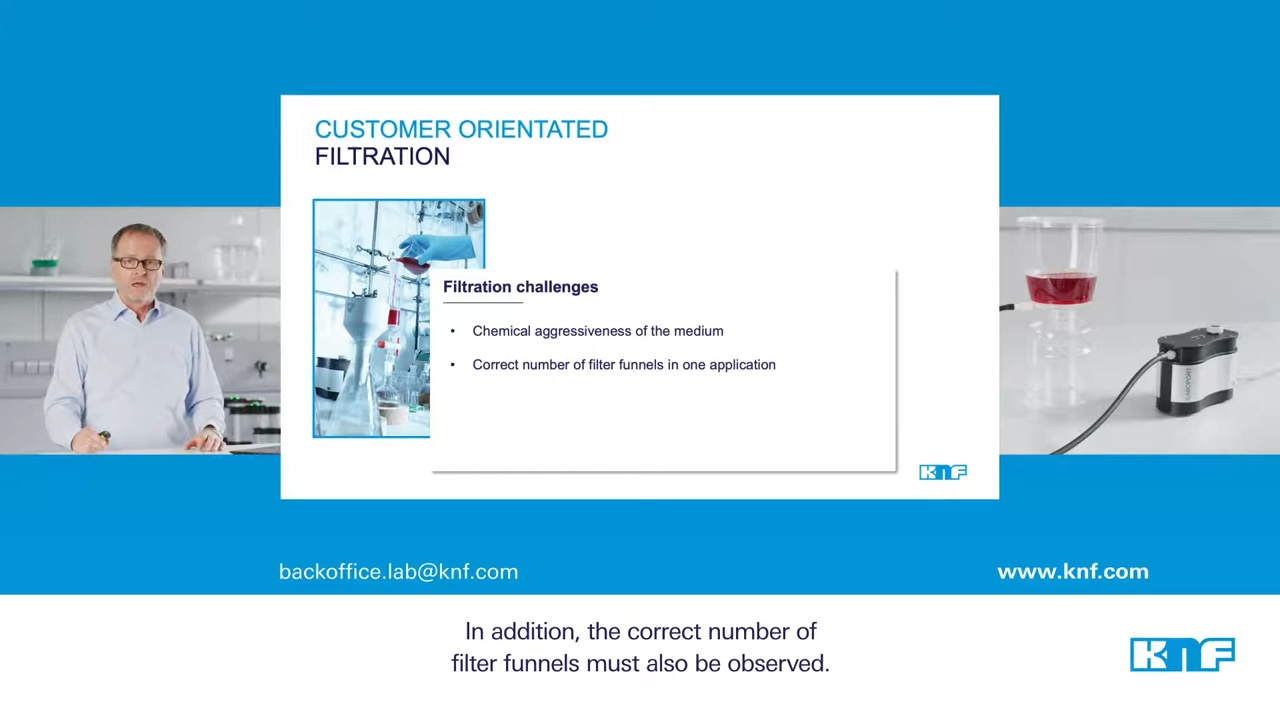 CUSTOMER ORIENTATED
FILTRATION
Filtration challenges
• Chemical aggressiveness of the medium
• Correct number of filter funnels in one application
KNF
LABOPORT
backoffice.lab@knf.com
www.knf.com
In addition, the correct number of
filter funnels must also be observed.
KNF